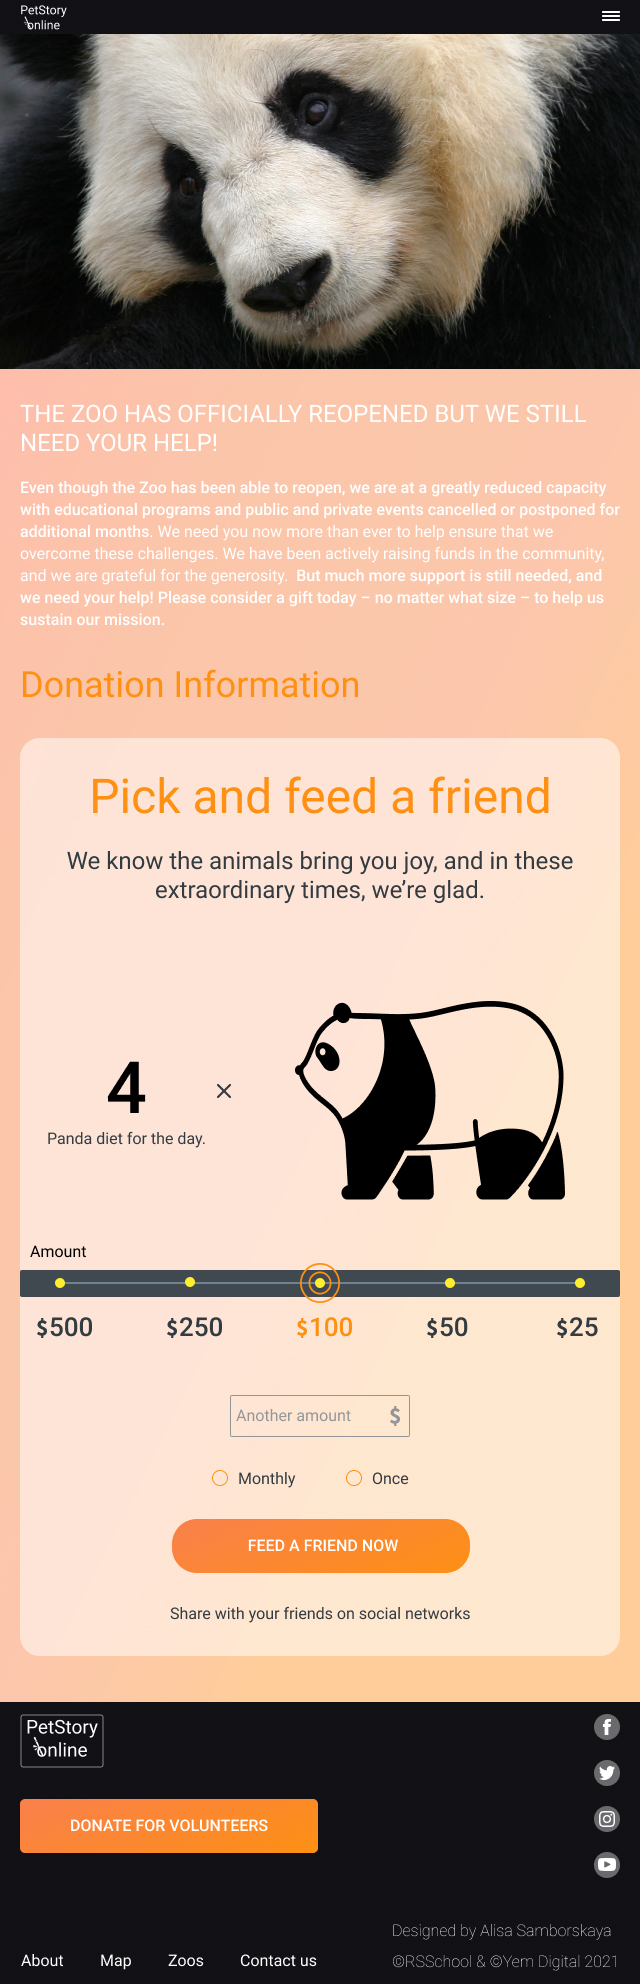 PetStory
online
THE ZOO HAS OFFICIALLY REOPENED BUT WE STILL
NEED YOUR HELP!
Even though the Zoo has been able to reopen, we are at a greatly reduced capacity
with educational programs and public and private events cancelled or postponed for
additional months. We need you now more than ever to help ensure that we
overcome these challenges. We have been actively raising funds in the community,
and we are grateful for the generosity. But much more support is still needed, and
we need your help! Please consider a gift today – no matter what size – to help us
sustain our mission.
Donation Information
Pick and feed a friend
We know the animals bring you joy, and in these
extraordinary times, we’re glad.
4 ×
Panda diet for the day.
Amount
$500 $250 $100 $50 $25
Another amount $
Monthly Once
FEED A FRIEND NOW
Share with your friends on social networks
PetStory
online
DONATE FOR VOLUNTEERS
Designed by Alisa Samborskaya
About Map Zoos Contact us ©RSSchool & ©Yem Digital 2021